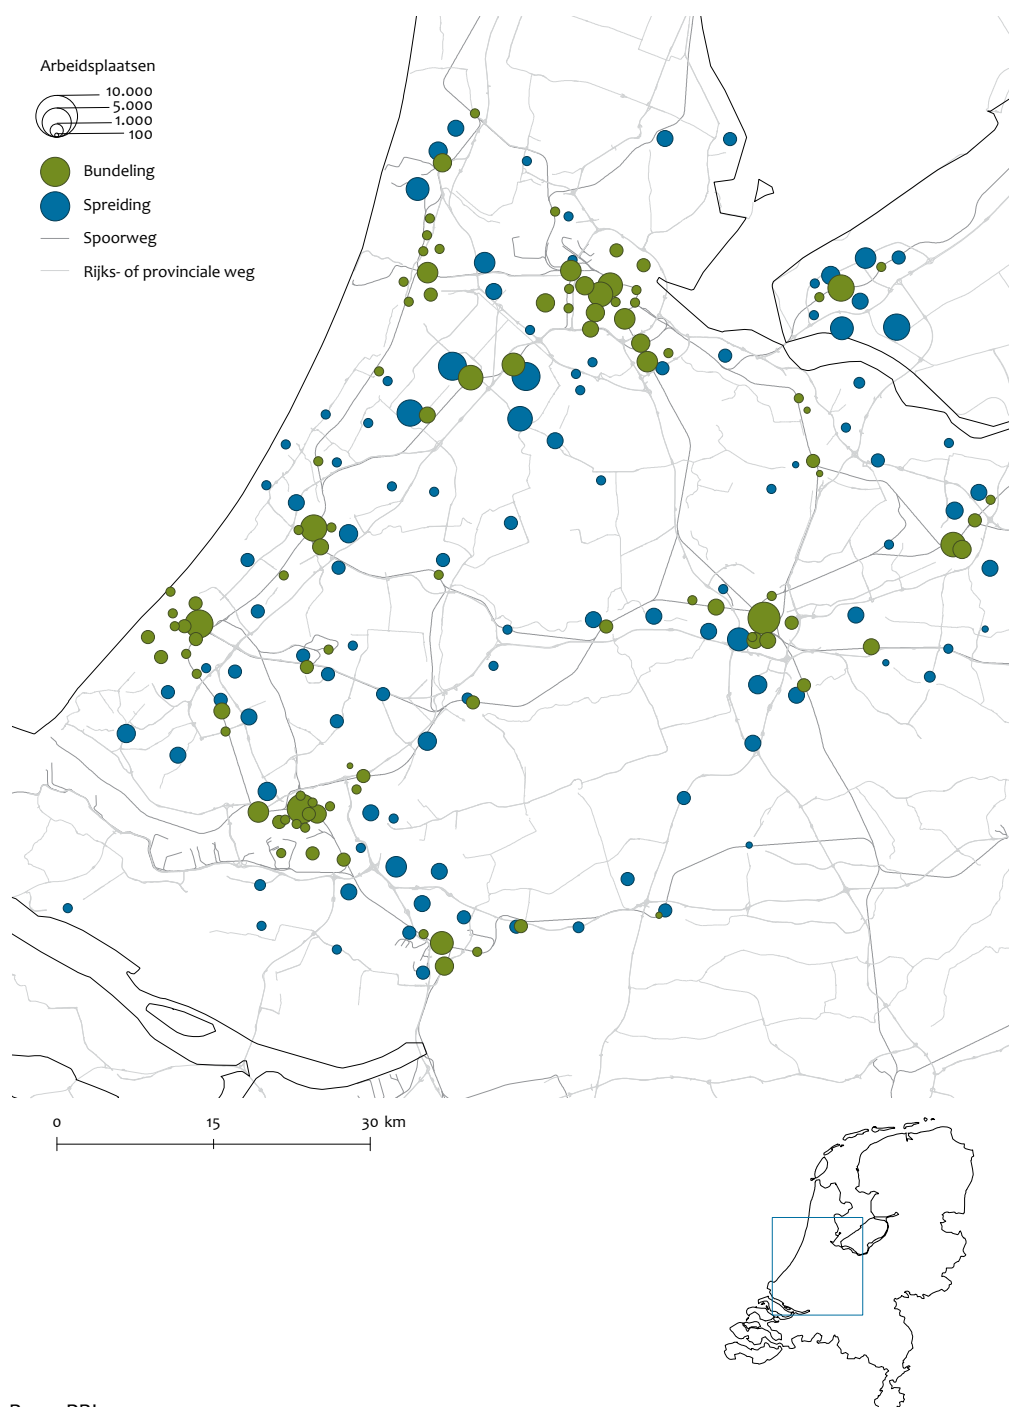 Arbeidsplaatsen
10.000
5.000
1.000
100
Bundeling
Spreiding
Spoorweg
Rijks- of provinciale weg
0 15 30 km